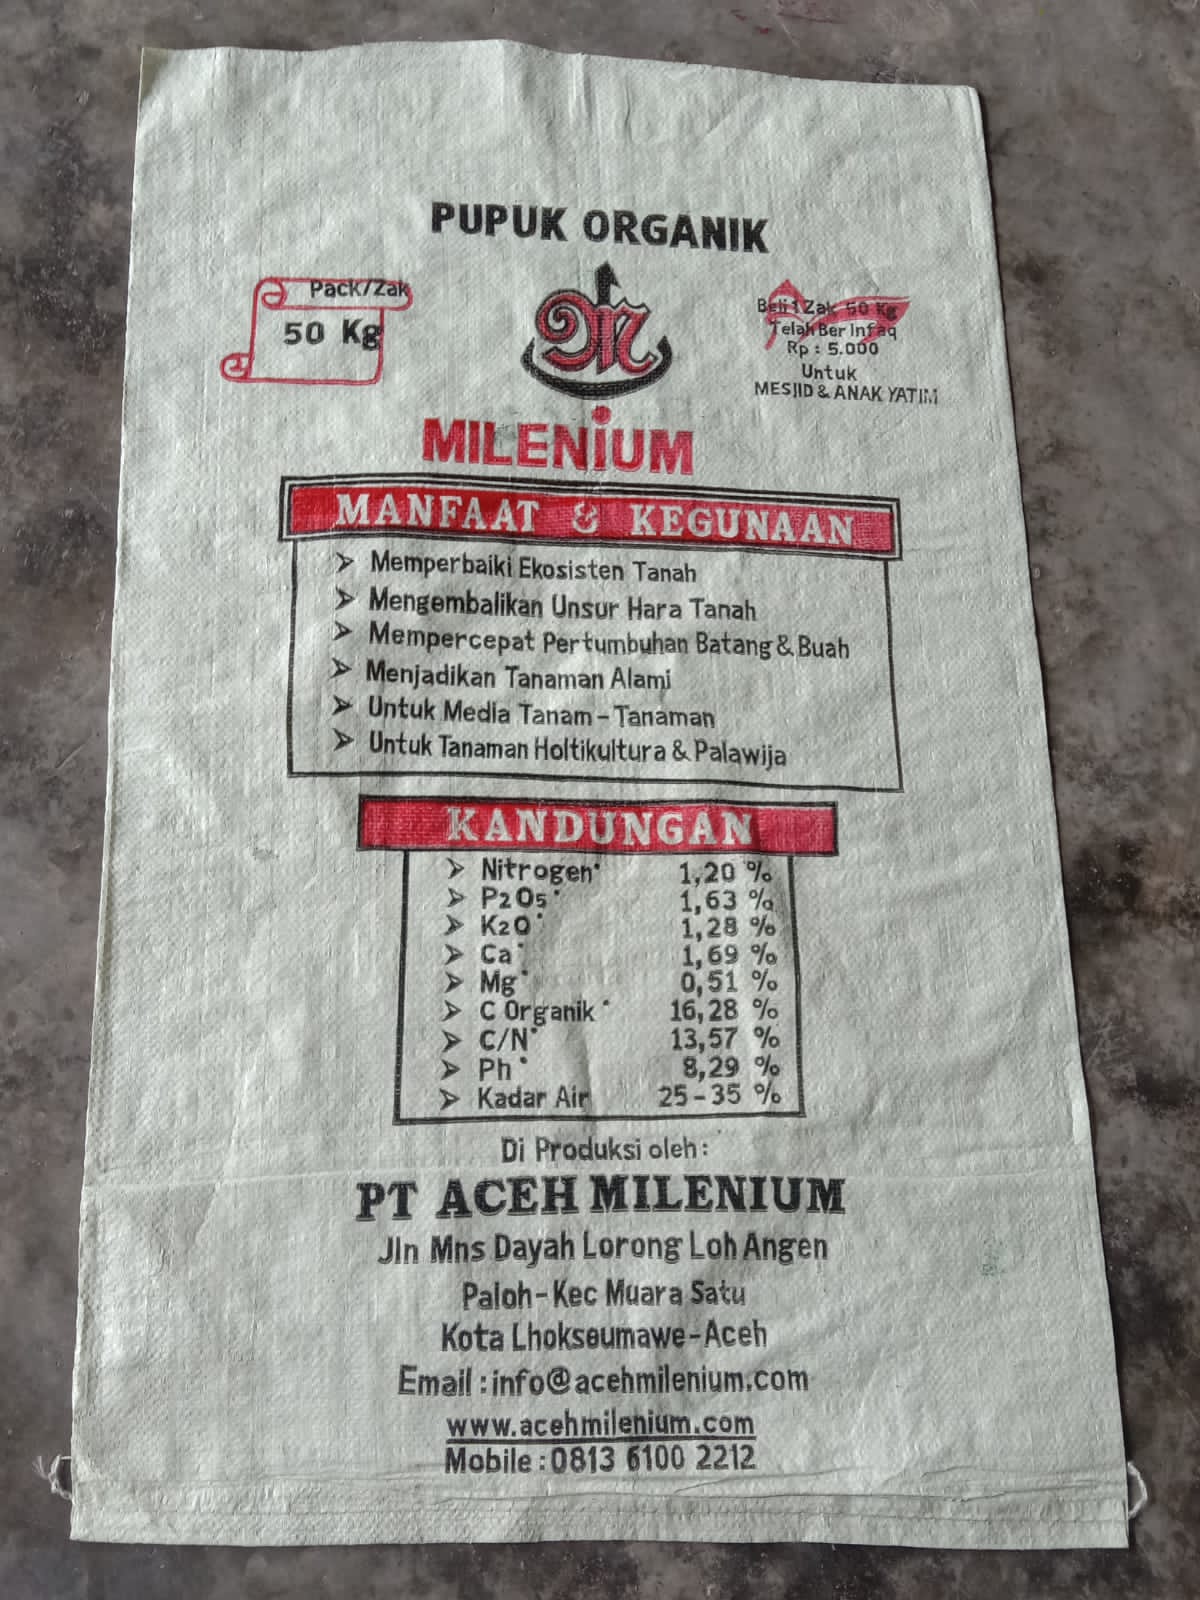 PUPUK ORGANIK
Pack/Zak
50 Kg
M
Beli 1 Zak 50 Kg
Telah Ber Infaq
Rp : 5.000
Untuk
MESJID & ANAK YATIM
MILENIUM
MANFAAT & KEGUNAAN
➢ Memperbaiki Ekosisten Tanah
➢ Mengembalikan Unsur Hara Tanah
➢ Mempercepat Pertumbuhan Batang & Buah
➢ Menjadikan Tanaman Alami
➢ Untuk Media Tanam - Tanaman
➢ Untuk Tanaman Holtikultura & Palawija
KANDUNGAN
➢ Nitrogen• 1,20 %
➢ P2O5• 1,63 %
➢ K2O• 1,28 %
➢ Ca• 1,69 %
➢ Mg• 0,51 %
➢ C Organik• 16,28 %
➢ C/N• 13,57 %
➢ Ph• 8,29 %
➢ Kadar Air 25-35 %
Di Produksi oleh :
PT ACEH MILENIUM
Jln Mns Dayah Lorong Loh Angen
Paloh-Kec Muara Satu
Kota Lhokseumawe-Aceh
Email : info@acehmilenium.com
www.acehmilenium.com
Mobile : 0813 6100 2212